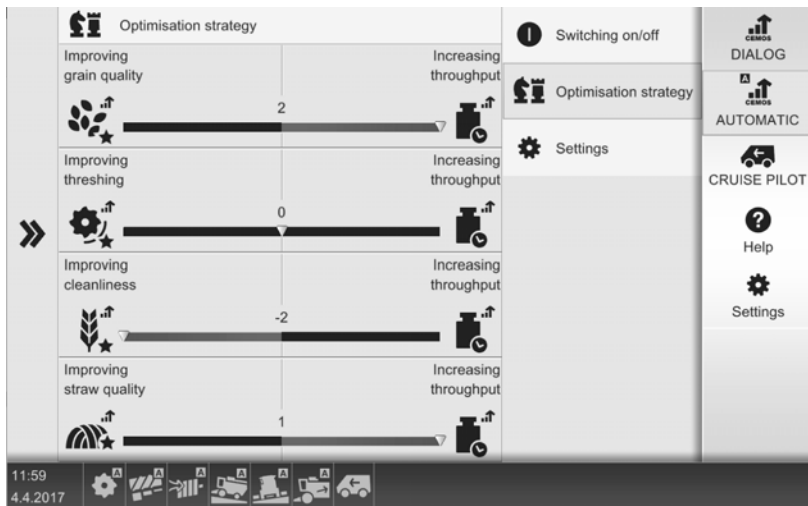 Optimisation strategy
Improving
grain quality
Increasing
throughput
2
Improving
threshing
Increasing
throughput
0
Improving
cleanliness
Increasing
throughput
-2
Improving
straw quality
Increasing
throughput
1
Switching on/off
Optimisation strategy
Settings
CEMOS
DIALOG
A
CEMOS
AUTOMATIC
CRUISE PILOT
?
Help
Settings
11:59
4.4.2017
A A A A A A